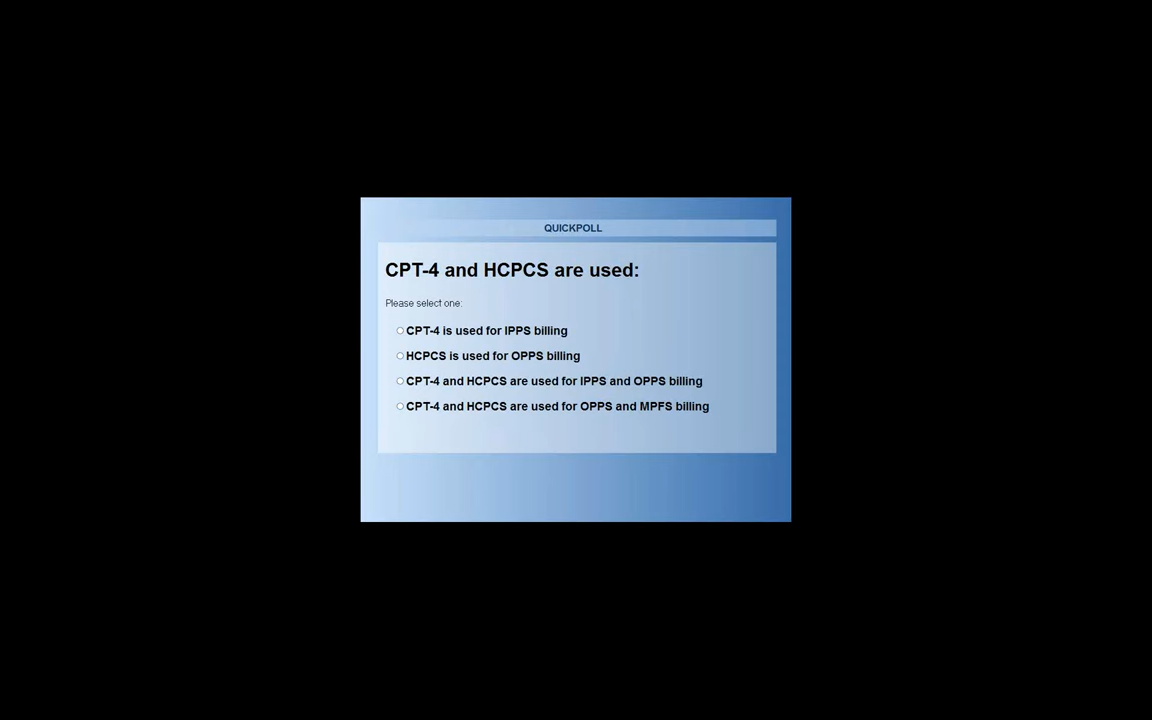 QUICKPOLL
CPT-4 and HCPCS are used:
Please select one:
CPT-4 is used for IPPS billing
HCPCS is used for OPPS billing
CPT-4 and HCPCS are used for IPPS and OPPS billing
CPT-4 and HCPCS are used for OPPS and MPFS billing